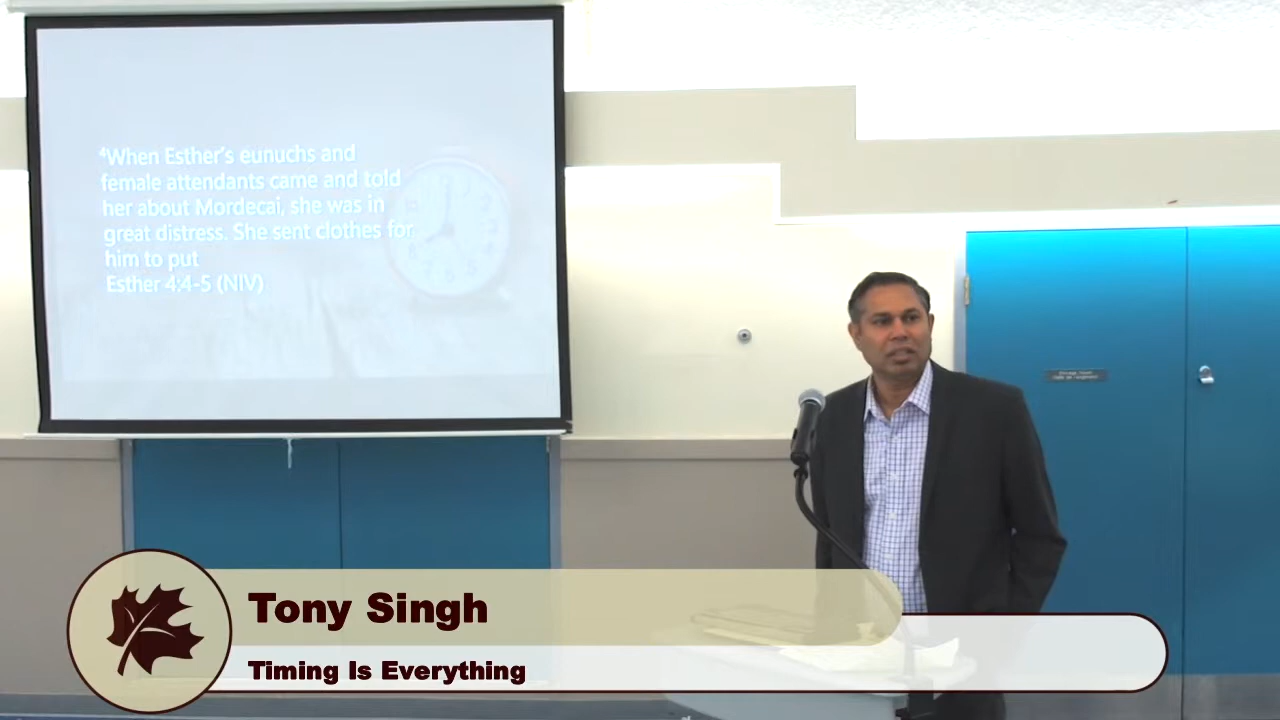 ⁴When Esther's eunuchs and
female attendants came and told
her about Mordecai, she was in
great distress. She sent clothes for
him to put
Esther 4:4-5 (NIV)
Tony Singh
Timing Is Everything